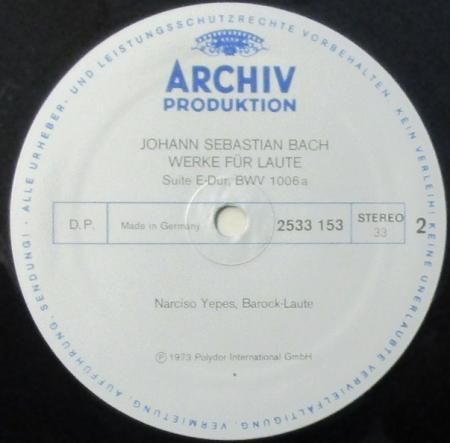 ALLE URHEBER- UND LEISTUNGSSCHUTZRECHTE VORBEHALTEN. KEIN VERLEIH! KEINE UNERLAUBTE VERVIELFÄLTIGUNG, VERMIETUNG, AUFFÜHRUNG, SENDUNG!
ARCHIV
PRODUKTION
JOHANN SEBASTIAN BACH
WERKE FÜR LAUTE
Suite E-Dur, BWV 1006a
D.P. Made in Germany 2533 153 STEREO 33 2
Narciso Yepes, Barock-Laute
Ⓟ 1973 Polydor International GmbH